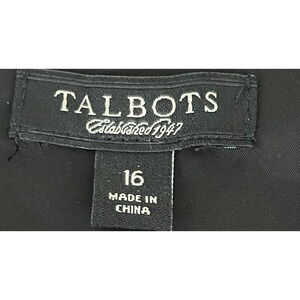 TALBOTS
Established 1947
16
MADE IN
CHINA